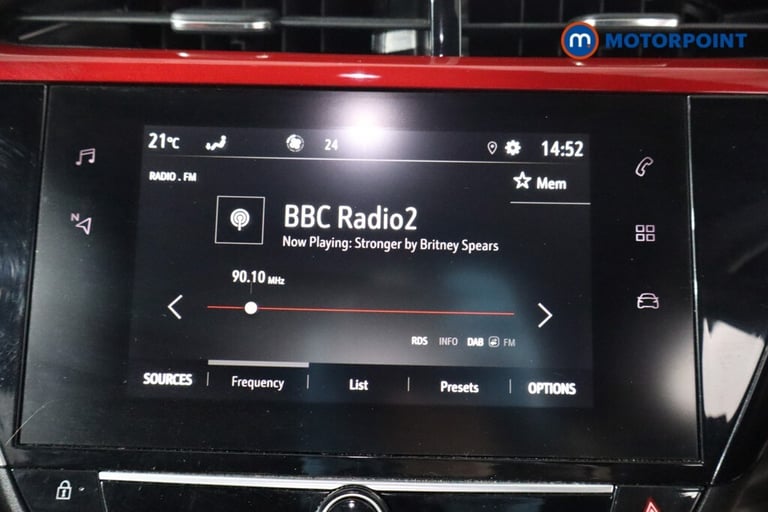 m MOTORPOINT
21°C 24 14:52
RADIO . FM
Mem
BBC Radio2
Now Playing: Stronger by Britney Spears
90.10 MHz
N
RDS INFO DAB FM
SOURCES Frequency List Presets OPTIONS